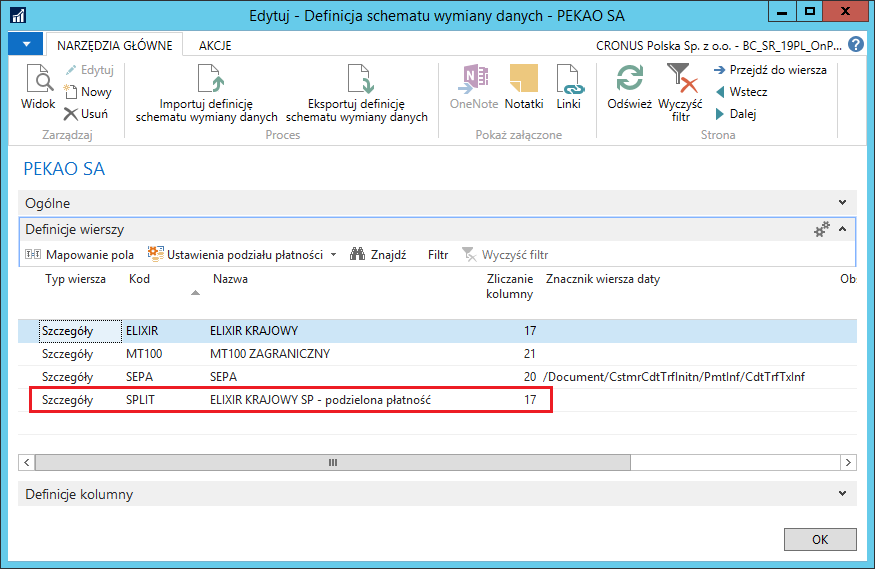 Edytuj - Definicja schematu wymiany danych - PEKAO SA
NARZĘDZIA GŁÓWNE
AKCJE
CRONUS Polska Sp. z o.o. - BC_SR_19PL_OnP...
Widok
Edytuj
Nowy
Usuń
Zarządzaj
Importuj definicję
schematu wymiany danych
Eksportuj definicję
schematu wymiany danych
Proces
OneNote
Notatki
Linki
Pokaż załączone
Odśwież
Wyczyść
filtr
Przejdź do wiersza
Wstecz
Dalej
Strona
PEKAO SA
Ogólne
Definicje wierszy
Mapowanie pola
Ustawienia podziału płatności
Znajdź
Filtr
Wyczyść filtr
Typ wiersza Kod Nazwa Zliczanie kolumny Znacznik wiersza daty Ob
Szczegóły ELIXIR ELIXIR KRAJOWY 17
Szczegóły MT100 MT100 ZAGRANICZNY 21
Szczegóły SEPA SEPA 20 /Document/CstmrCdtTrfInitn/PmtInf/CdtTrfTxInf
Szczegóły SPLIT ELIXIR KRAJOWY SP - podzielona płatność 17
Definicje kolumny
OK